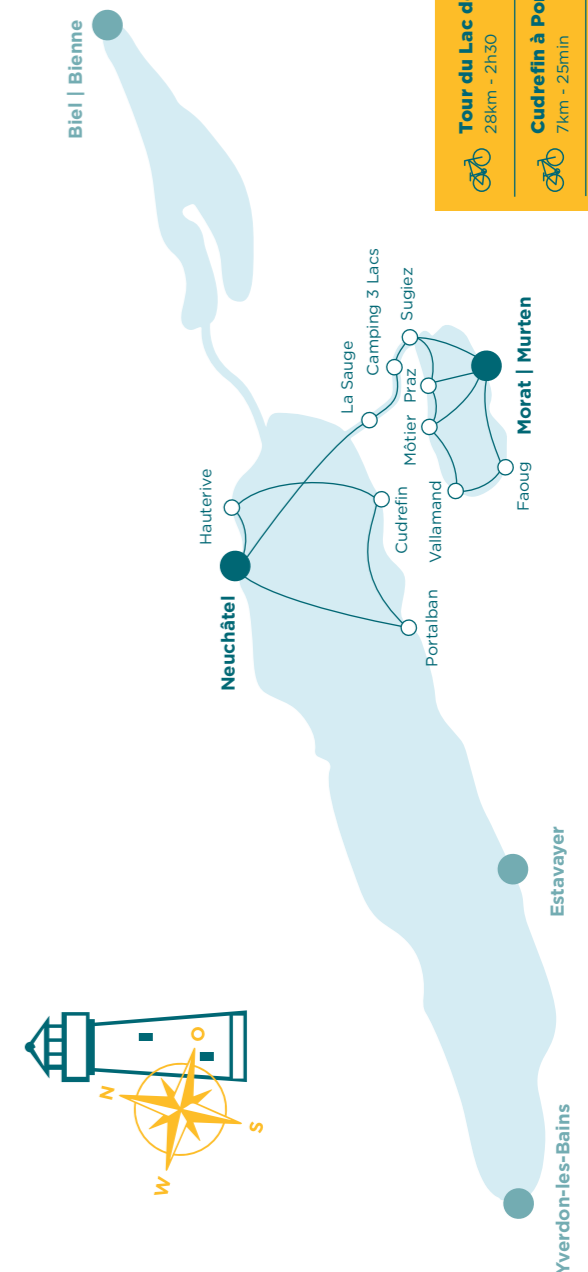 Biel | Bienne
N
W
O
S
Hauterive
Neuchâtel
La Sauge
Camping 3 Lacs
Sugiez
Praz
Môtier
Cudrefin
Vallamand
Portalban
Morat | Murten
Faoug
Estavayer
Yverdon-les-Bains
Tour du Lac d
28km - 2h30
Cudrefin à Por
7km - 25min